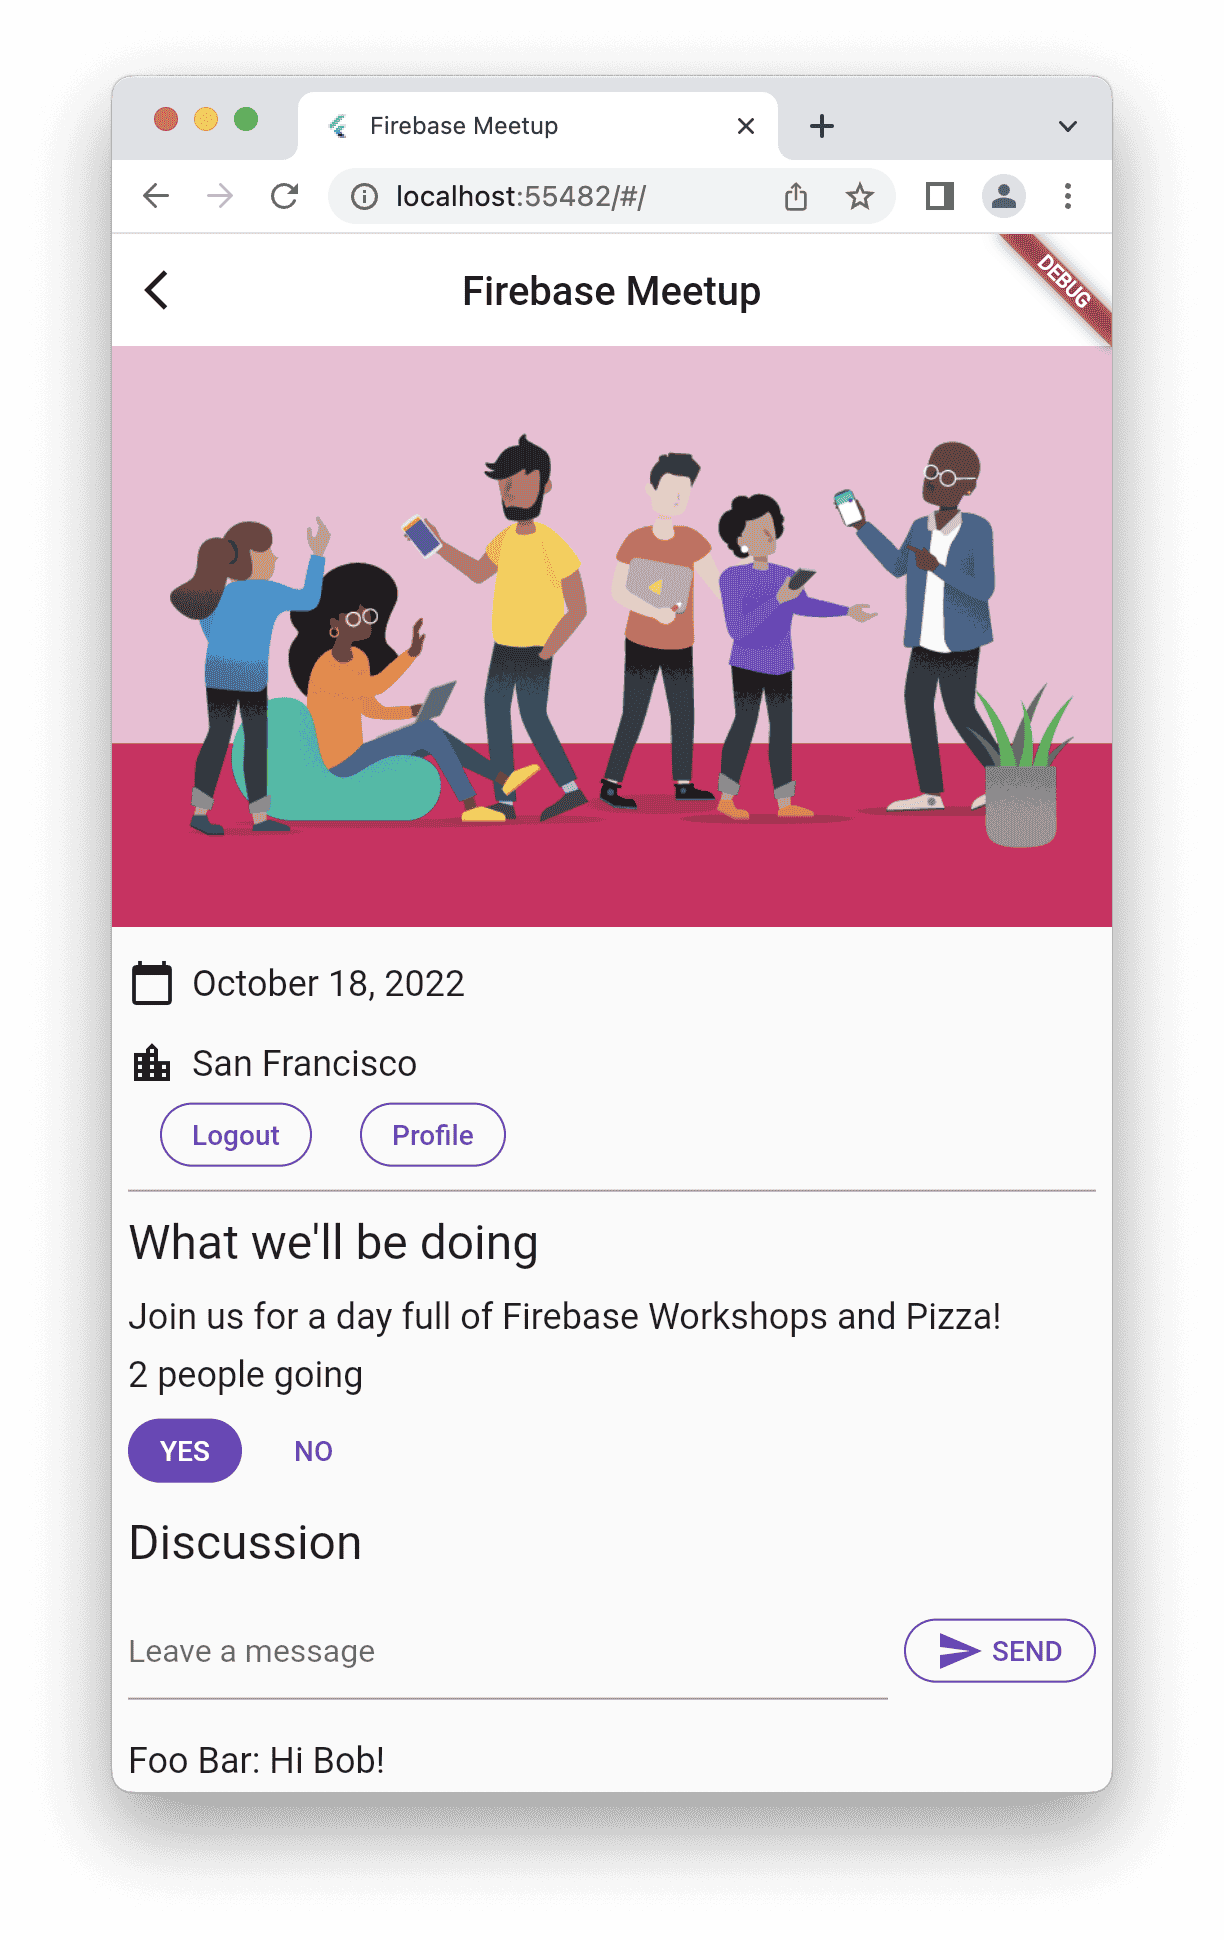 Firebase Meetup
localhost:55482/#/
Firebase Meetup
DEBUG
October 18, 2022
San Francisco
Logout Profile
What we'll be doing
Join us for a day full of Firebase Workshops and Pizza!
2 people going
YES NO
Discussion
Leave a message SEND
Foo Bar: Hi Bob!